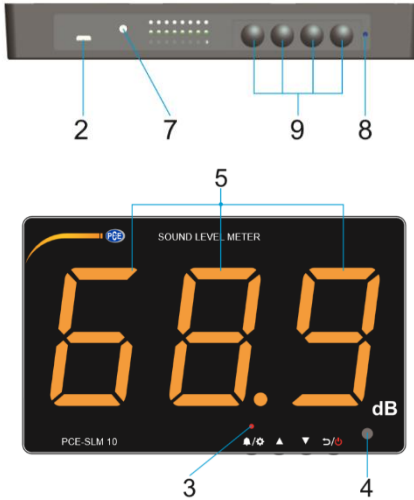 2 7 9 8
5
PCE SOUND LEVEL METER
68.9
dB
PCE-SLM 10
3 4